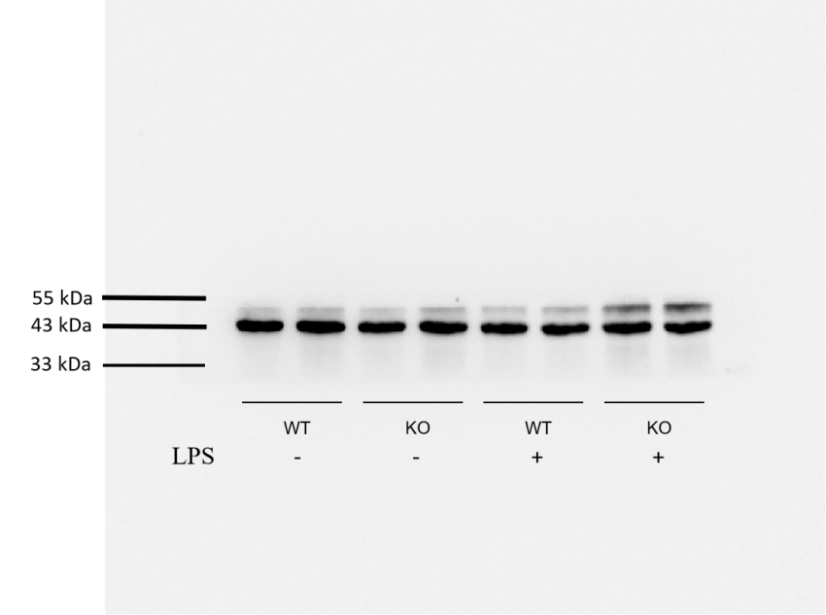 55 kDa
43 kDa
33 kDa
WT KO WT KO
LPS - - + +